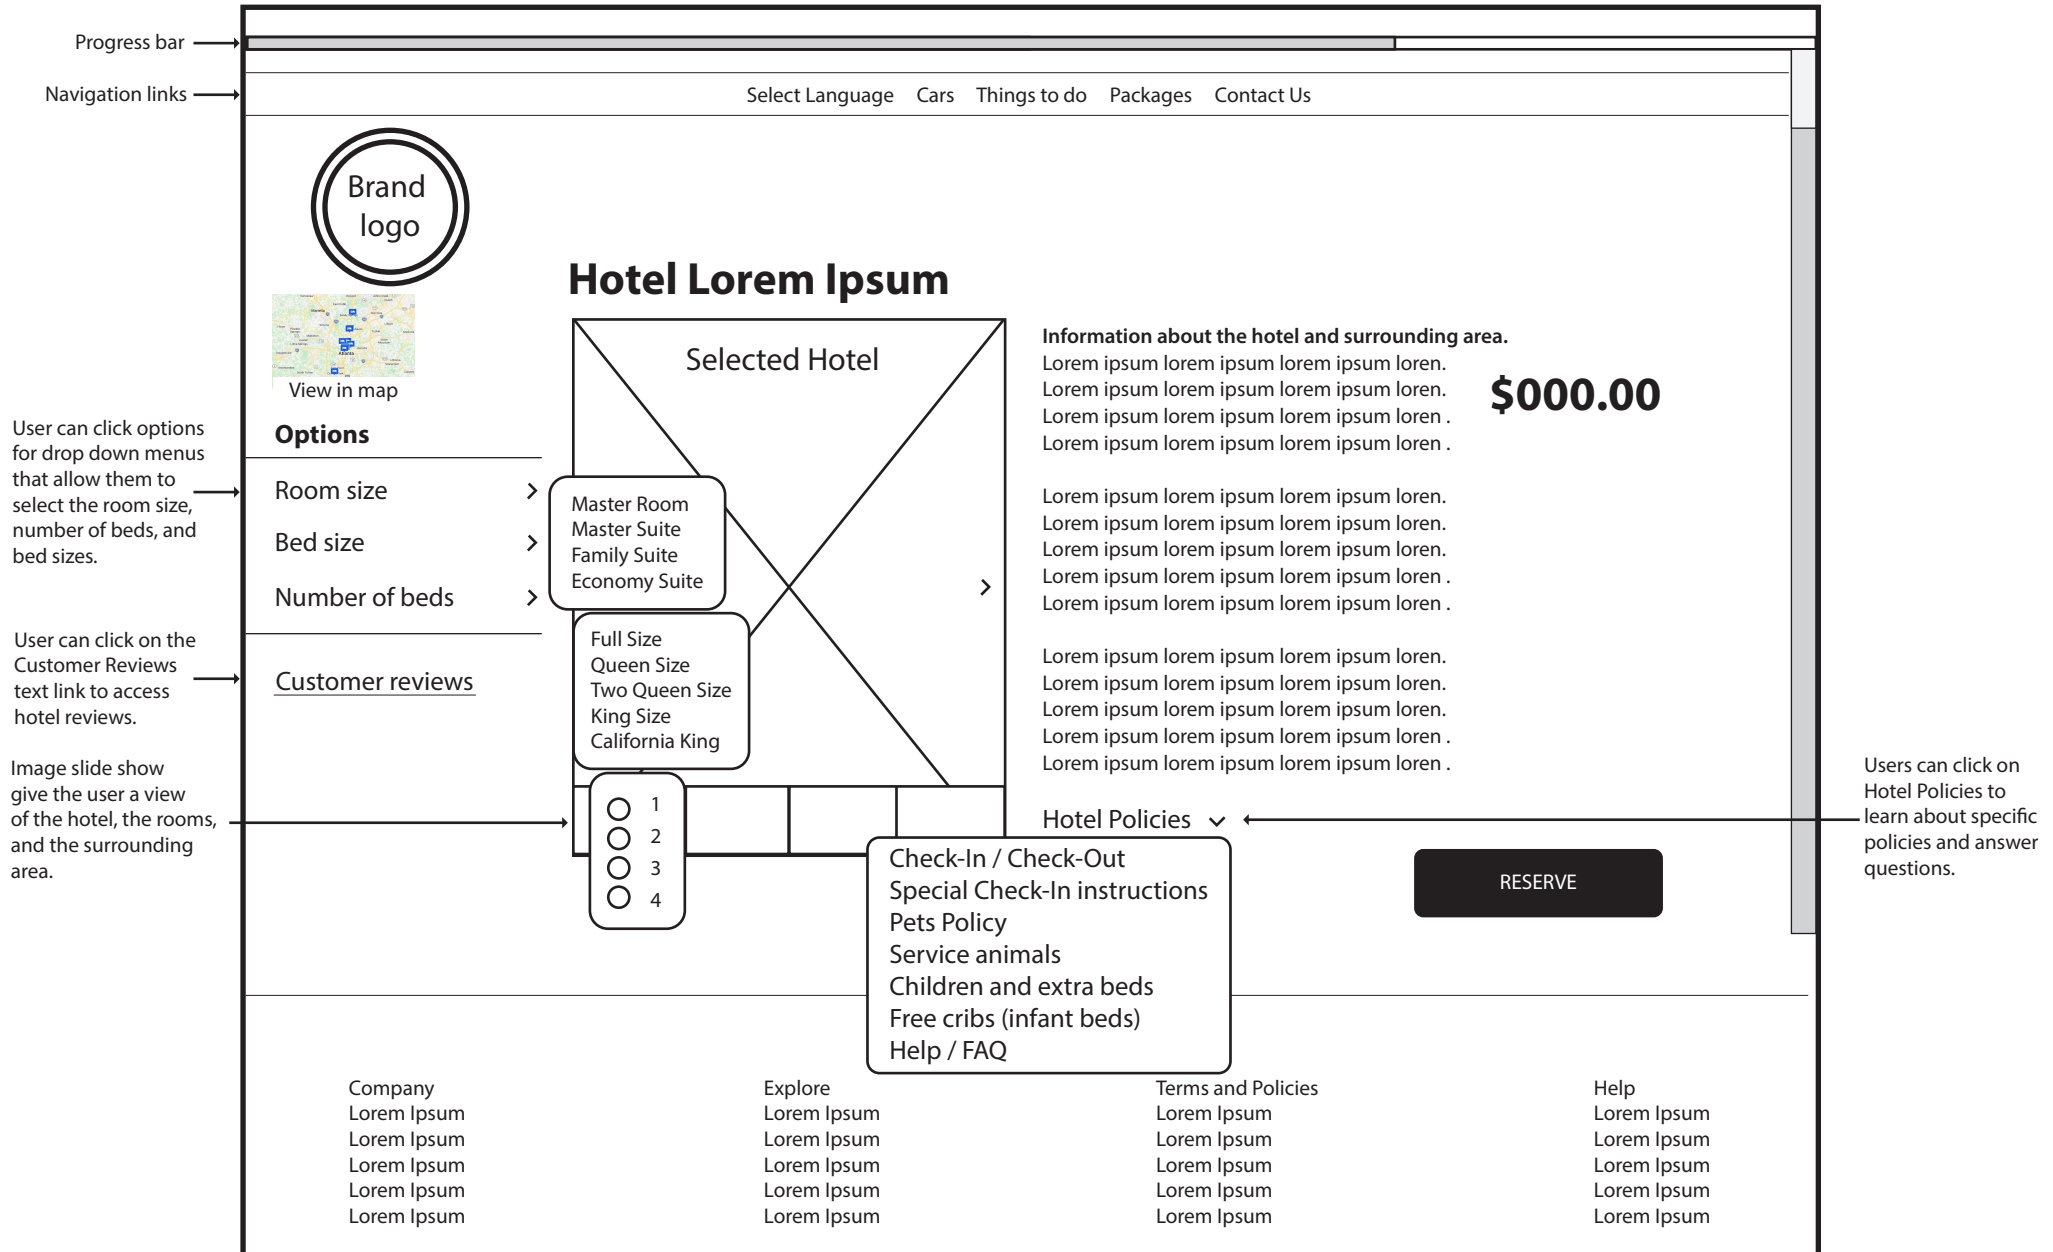 Progress bar
Navigation links
Select Language Cars Things to do Packages Contact Us
Brand
logo
View in map
Options
Room size
Bed size
Number of beds
Customer reviews
User can click options
for drop down menus
that allow them to
select the room size,
number of beds, and
bed sizes.
User can click on the
Customer Reviews
text link to access
hotel reviews.
Image slide show
give the user a view
of the hotel, the rooms,
and the surrounding
area.
Hotel Lorem Ipsum
Selected Hotel
Master Room
Master Suite
Family Suite
Economy Suite
Full Size
Queen Size
Two Queen Size
King Size
California King
1
2
3
4
Information about the hotel and surrounding area.
Lorem ipsum lorem ipsum lorem ipsum loren.
Lorem ipsum lorem ipsum lorem ipsum loren.
Lorem ipsum lorem ipsum lorem ipsum loren .
Lorem ipsum lorem ipsum lorem ipsum loren .
$000.00
Lorem ipsum lorem ipsum lorem ipsum loren.
Lorem ipsum lorem ipsum lorem ipsum loren.
Lorem ipsum lorem ipsum lorem ipsum loren.
Lorem ipsum lorem ipsum lorem ipsum loren .
Lorem ipsum lorem ipsum lorem ipsum loren .
Lorem ipsum lorem ipsum lorem ipsum loren.
Lorem ipsum lorem ipsum lorem ipsum loren.
Lorem ipsum lorem ipsum lorem ipsum loren.
Lorem ipsum lorem ipsum lorem ipsum loren .
Lorem ipsum lorem ipsum lorem ipsum loren .
Hotel Policies
Check-In / Check-Out
Special Check-In instructions
Pets Policy
Service animals
Children and extra beds
Free cribs (infant beds)
Help / FAQ
RESERVE
Users can click on
Hotel Policies to
learn about specific
policies and answer
questions.
Company
Lorem Ipsum
Lorem Ipsum
Lorem Ipsum
Lorem Ipsum
Lorem Ipsum
Explore
Lorem Ipsum
Lorem Ipsum
Lorem Ipsum
Lorem Ipsum
Lorem Ipsum
Terms and Policies
Lorem Ipsum
Lorem Ipsum
Lorem Ipsum
Lorem Ipsum
Lorem Ipsum
Help
Lorem Ipsum
Lorem Ipsum
Lorem Ipsum
Lorem Ipsum
Lorem Ipsum